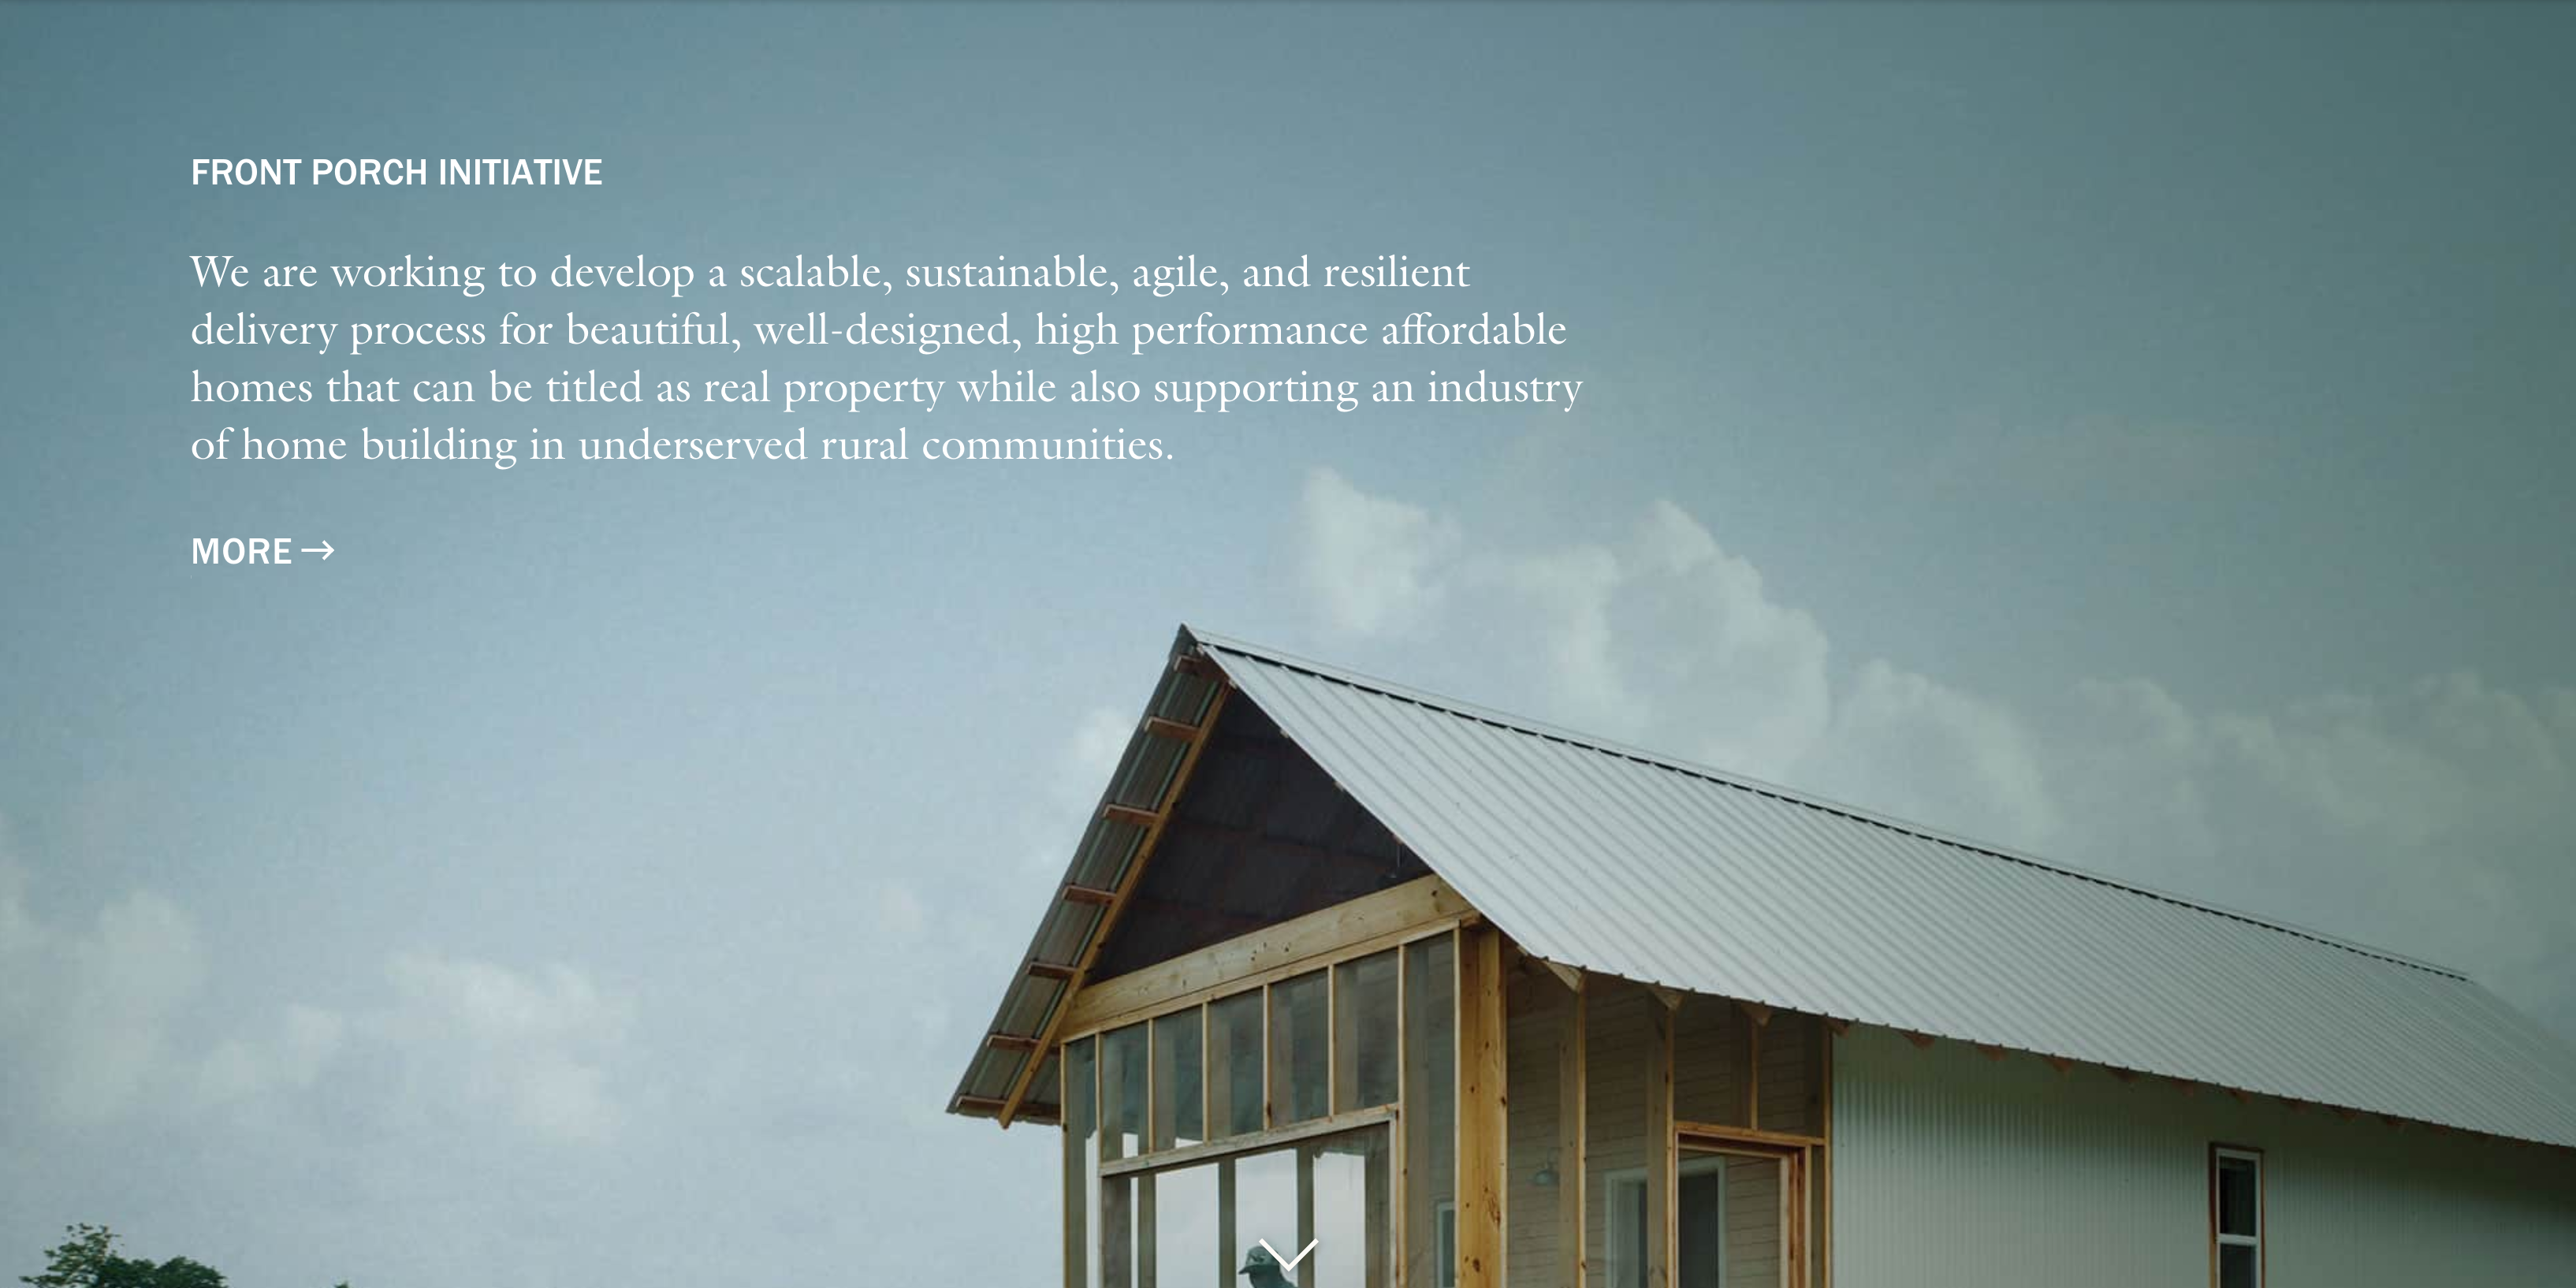 FRONT PORCH INITIATIVE
We are working to develop a scalable, sustainable, agile, and resilient
delivery process for beautiful, well-designed, high performance affordable
homes that can be titled as real property while also supporting an industry
of home building in underserved rural communities.
MORE →